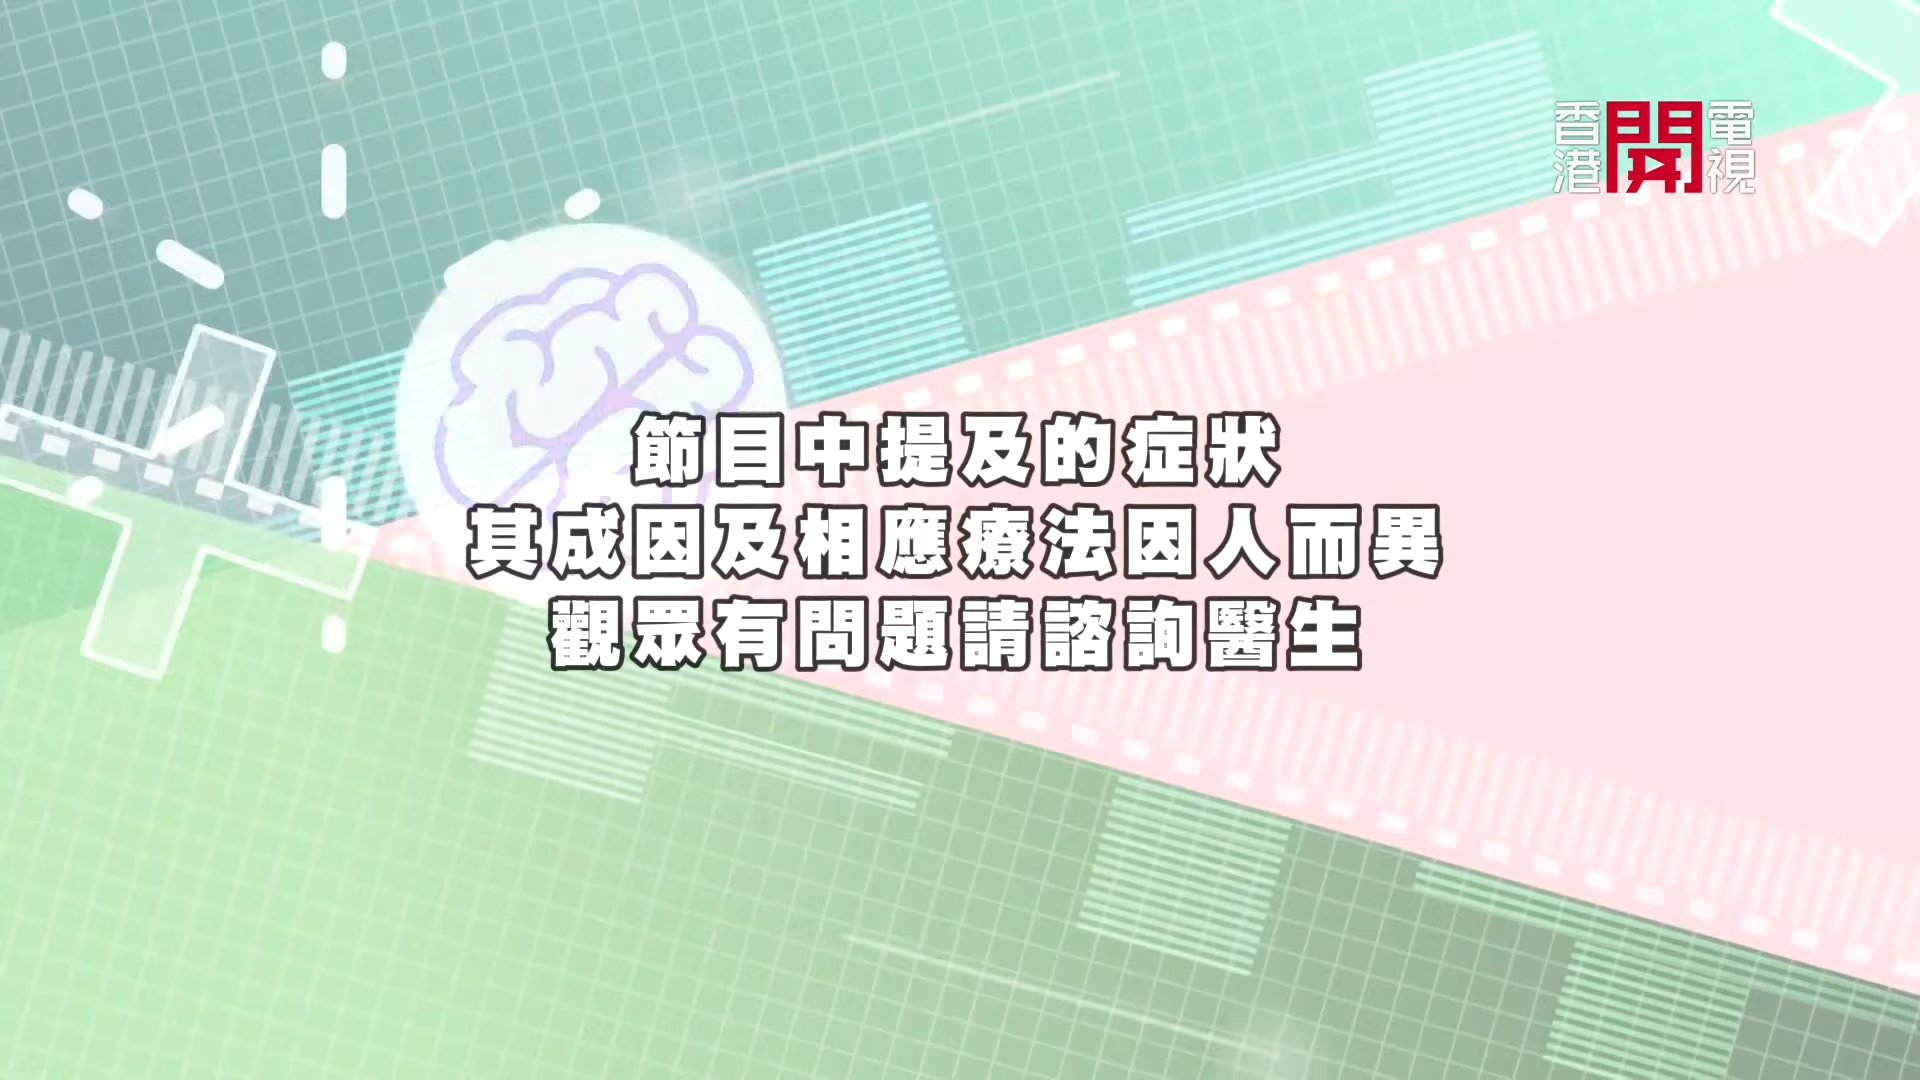 香港開電視
節目中提及的症狀
其成因及相應療法因人而異
觀眾有問題請諮詢醫生